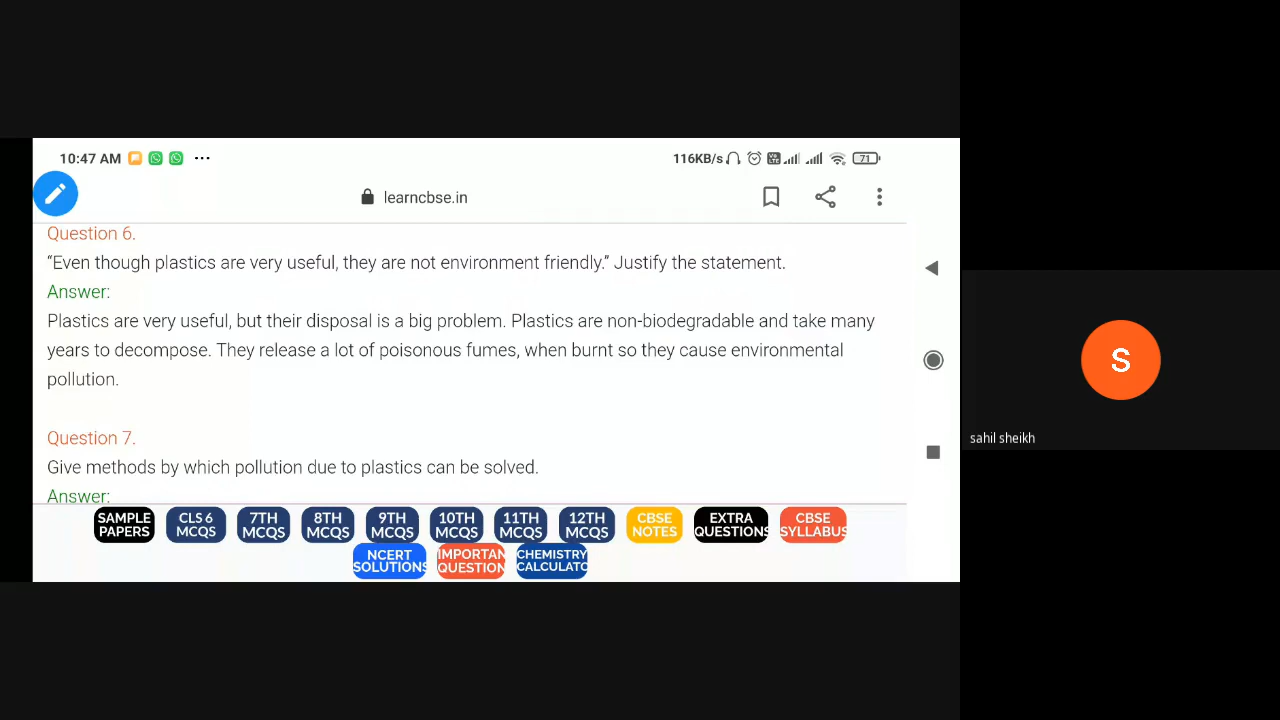 10:47 AM ... 116KB/s 71
learncbse.in
Question 6.
“Even though plastics are very useful, they are not environment friendly.” Justify the statement.
Answer:
Plastics are very useful, but their disposal is a big problem. Plastics are non-biodegradable and take many
years to decompose. They release a lot of poisonous fumes, when burnt so they cause environmental
pollution.
Question 7.
Give methods by which pollution due to plastics can be solved.
Answer:
SAMPLE PAPERS CLS 6 MCQS 7TH MCQS 8TH MCQS 9TH MCQS 10TH MCQS 11TH MCQS 12TH MCQS CBSE NOTES EXTRA QUESTIONS CBSE SYLLABUS
NCERT SOLUTIONS IMPORTAN QUESTION CHEMISTRY CALCULATO
S
sahil sheikh